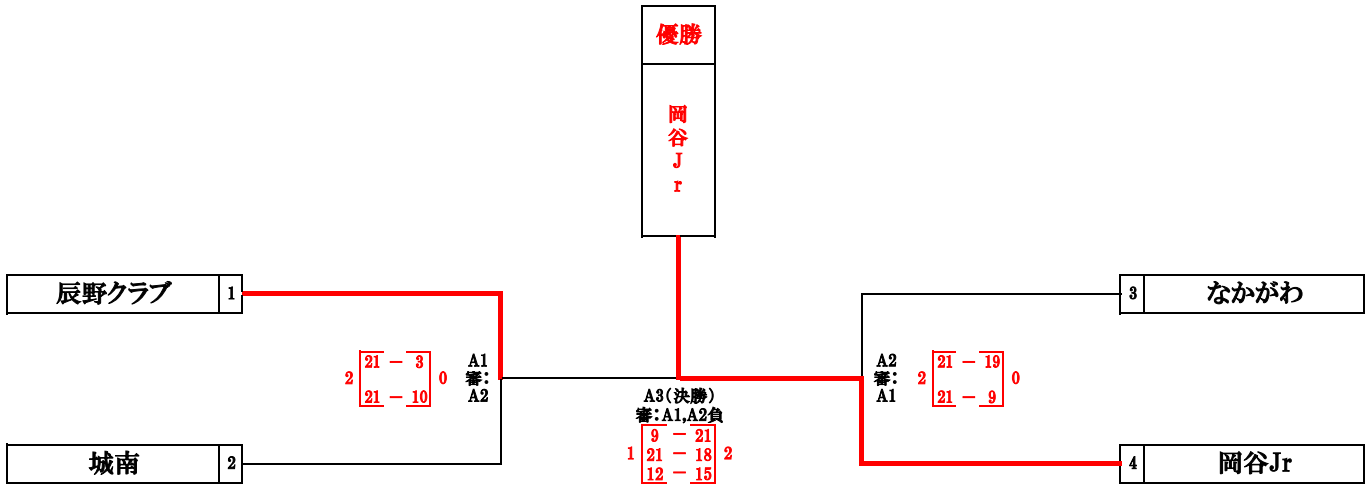 優勝
岡谷Jr
辰野クラブ 1
3 なかがわ
2 21 － 3 0
21 － 10
A1
審：
A2
A2
審：
A1
2 21 － 19 0
21 － 9
A3（決勝）
審：A1,A2負
9 － 21
1 21 － 18 2
12 － 15
城南 2
4 岡谷Jr